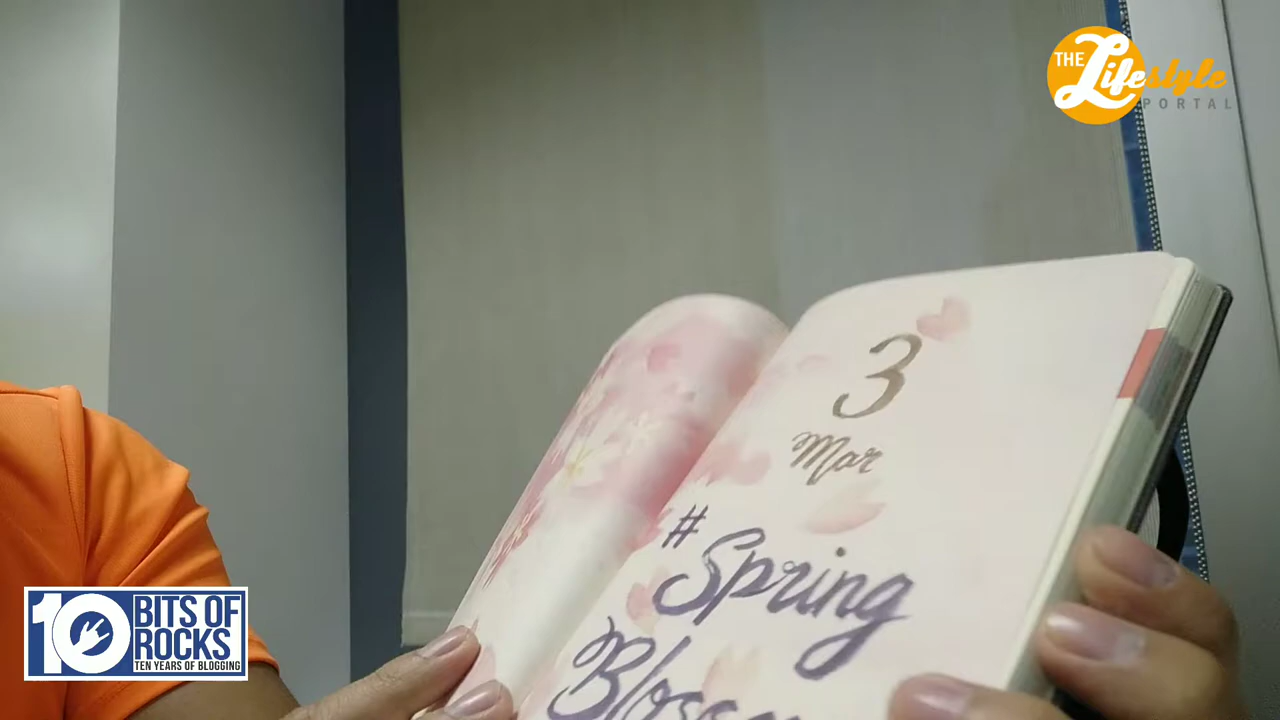 THE Lifestyle
PORTAL
3
Mar
#Spring
10 BITS OF
ROCKS
TEN YEARS OF BLOGGING